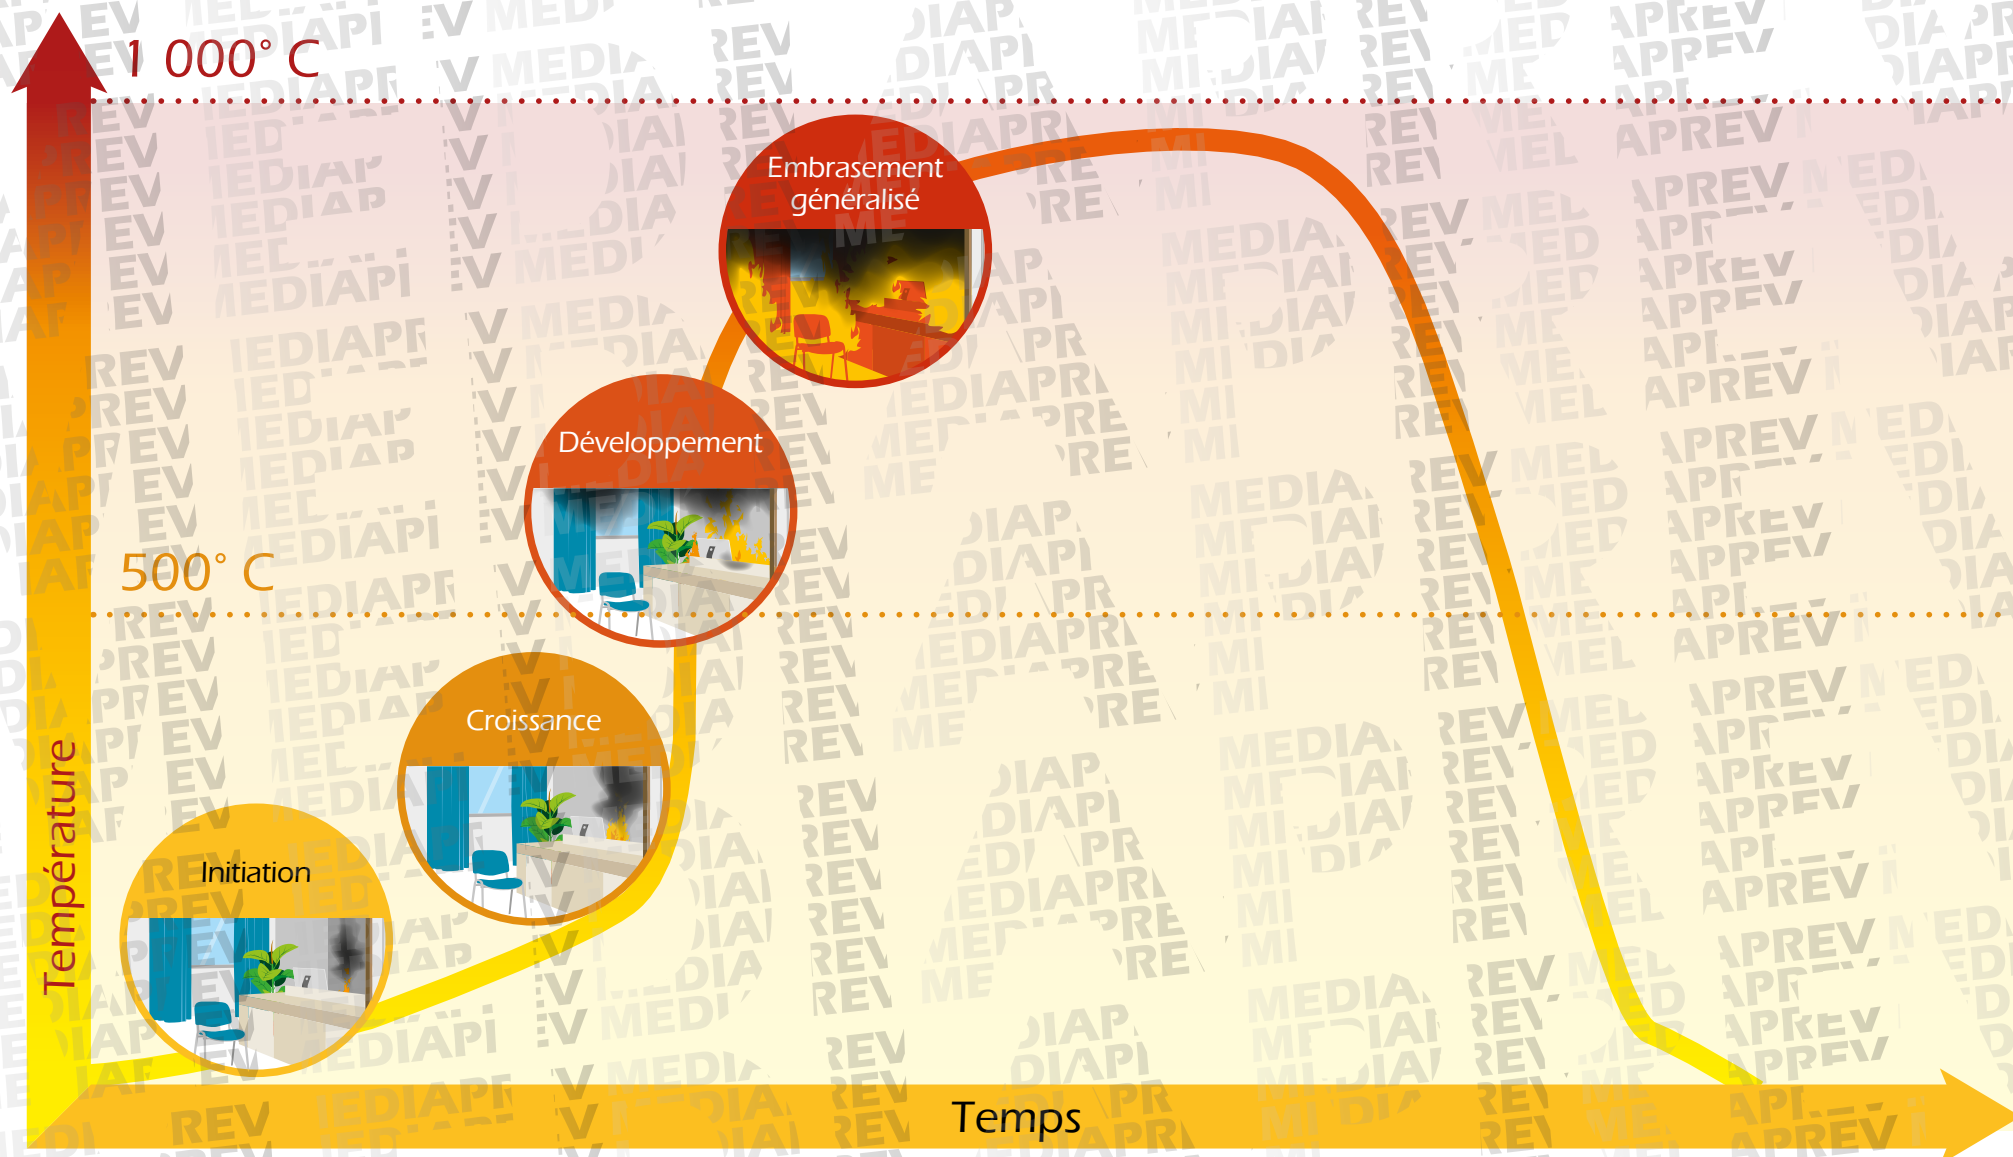 1 000° C
Embrasement
généralisé
Développement
500° C
Croissance
Initiation
Température
Temps